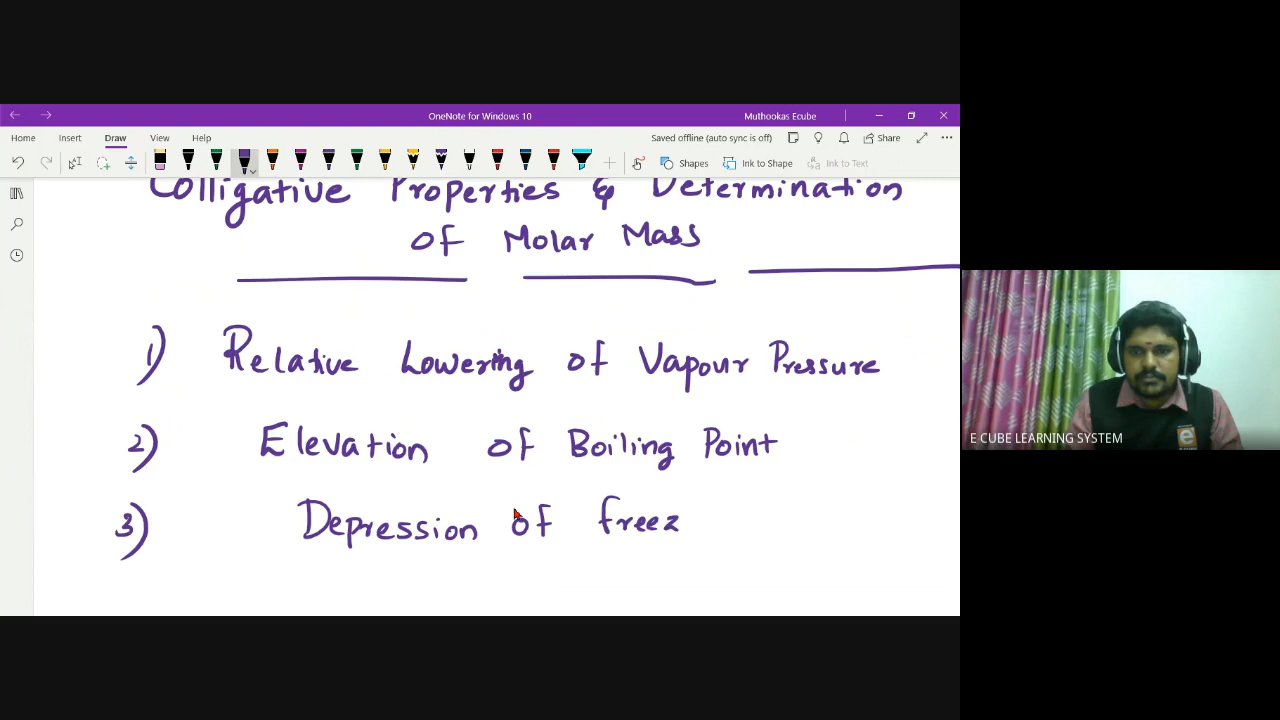 OneNote for Windows 10
Muthookas Ecube
Home Insert Draw View Help
Saved offline (auto sync is off)
Share
Shapes
Ink to Shape
Ink to Text
Colligative Properties & Determination
of Molar Mass
1) Relative Lowering of Vapour Pressure
2) Elevation of Boiling Point
3) Depression of freez
E CUBE LEARNING SYSTEM